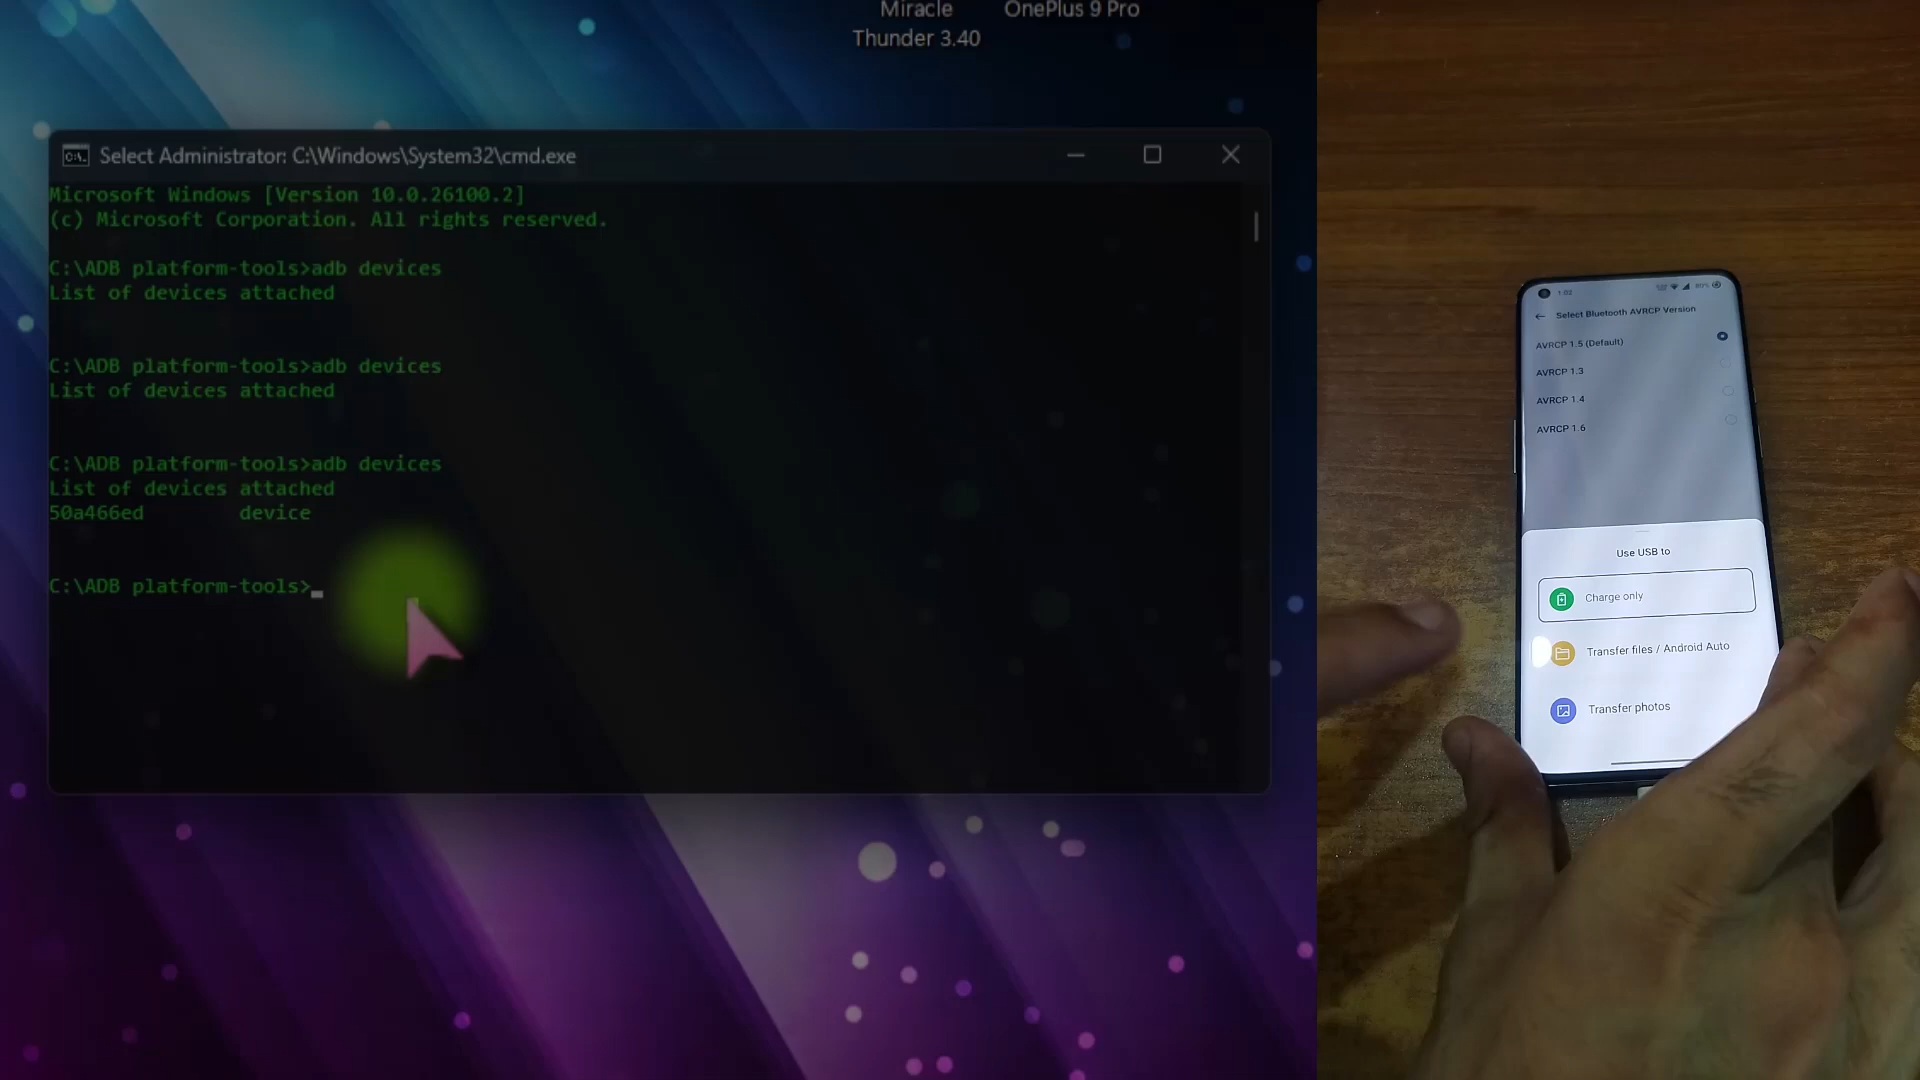 Miracle
Thunder 3.40
OnePlus 9 Pro
Select Administrator: C:\Windows\System32\cmd.exe
Microsoft Windows [Version 10.0.26100.2]
(c) Microsoft Corporation. All rights reserved.
C:\ADB platform-tools>adb devices
List of devices attached
C:\ADB platform-tools>adb devices
List of devices attached
C:\ADB platform-tools>adb devices
List of devices attached
50a466ed device
C:\ADB platform-tools>
1:02
80%
Select Bluetooth AVRCP Version
AVRCP 1.5 (Default)
AVRCP 1.3
AVRCP 1.4
AVRCP 1.6
Use USB to
Charge only
Transfer files / Android Auto
Transfer photos